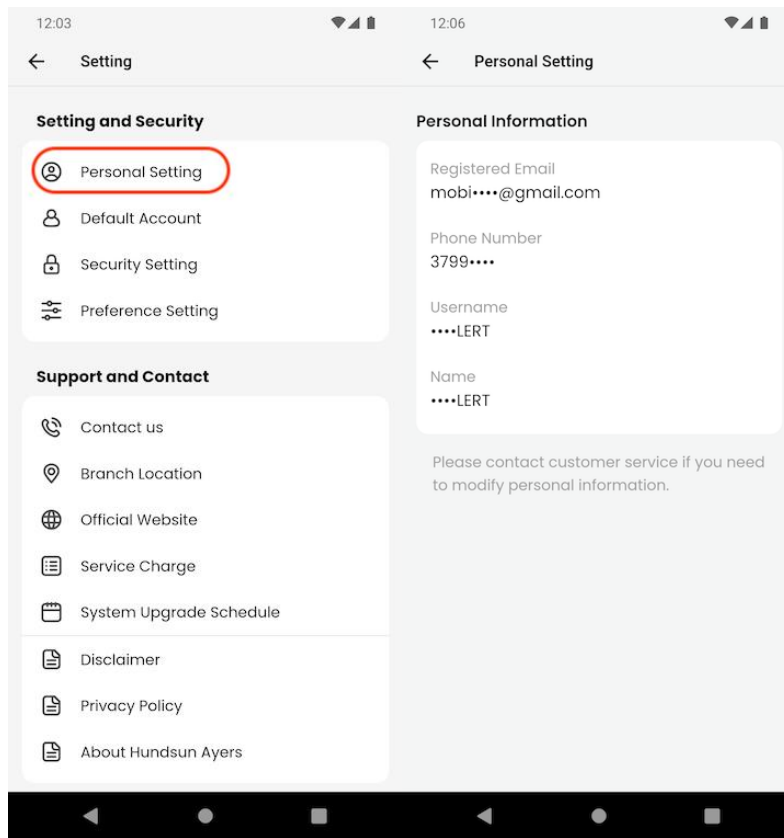 12:03
Setting
Setting and Security
Personal Setting
Default Account
Security Setting
Preference Setting
Support and Contact
Contact us
Branch Location
Official Website
Service Charge
System Upgrade Schedule
Disclaimer
Privacy Policy
About Hundsun Ayers
12:06
Personal Setting
Personal Information
Registered Email
mobi••••@gmail.com
Phone Number
3799••••
Username
••••LERT
Name
••••LERT
Please contact customer service if you need
to modify personal information.